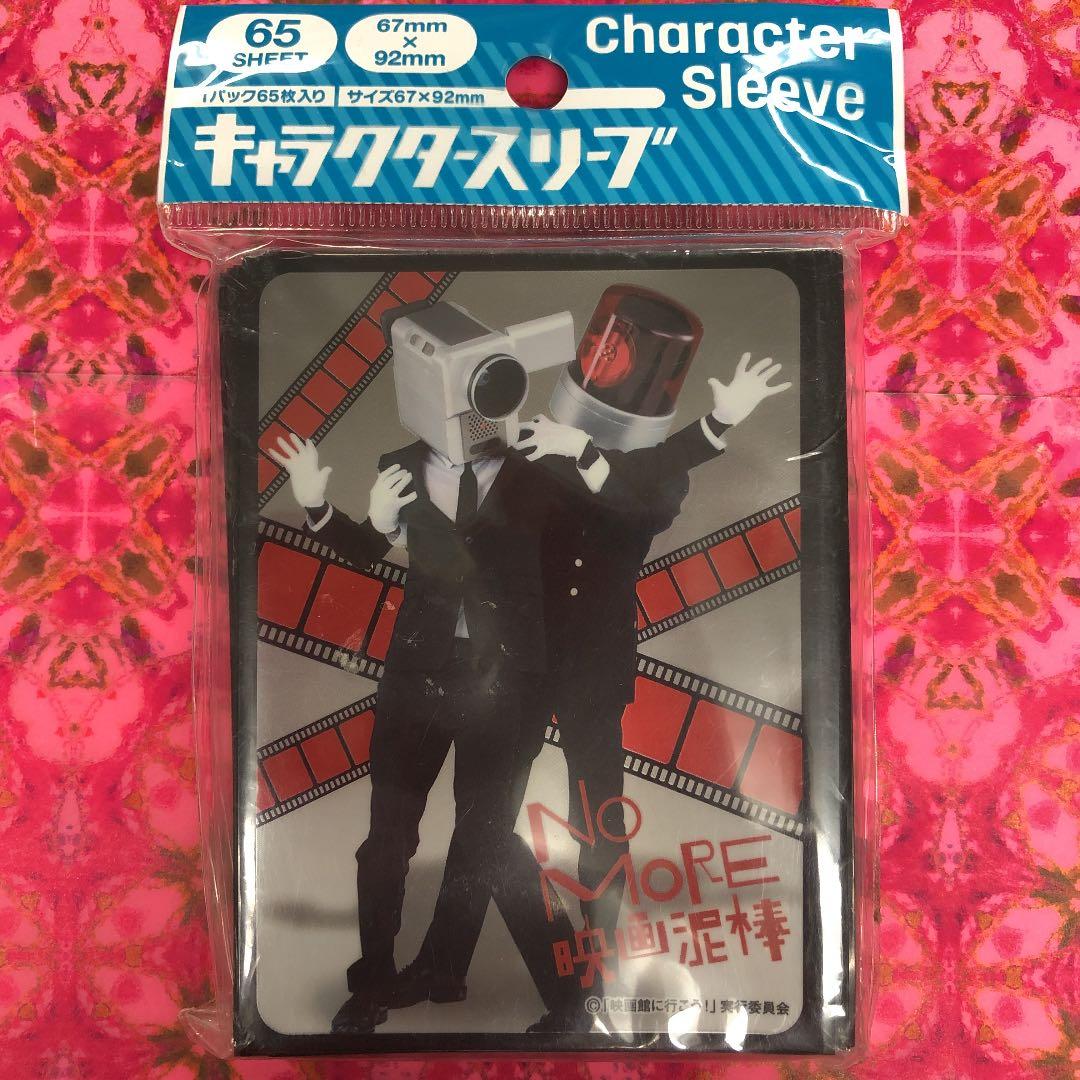 65
SHEET
67mm
×
92mm
Character
Sleeve
1パック65枚入り
サイズ67×92mm
キャラクタースリーブ
No
MoRE
映画泥棒
©「映画館に行こう!」実行委員会